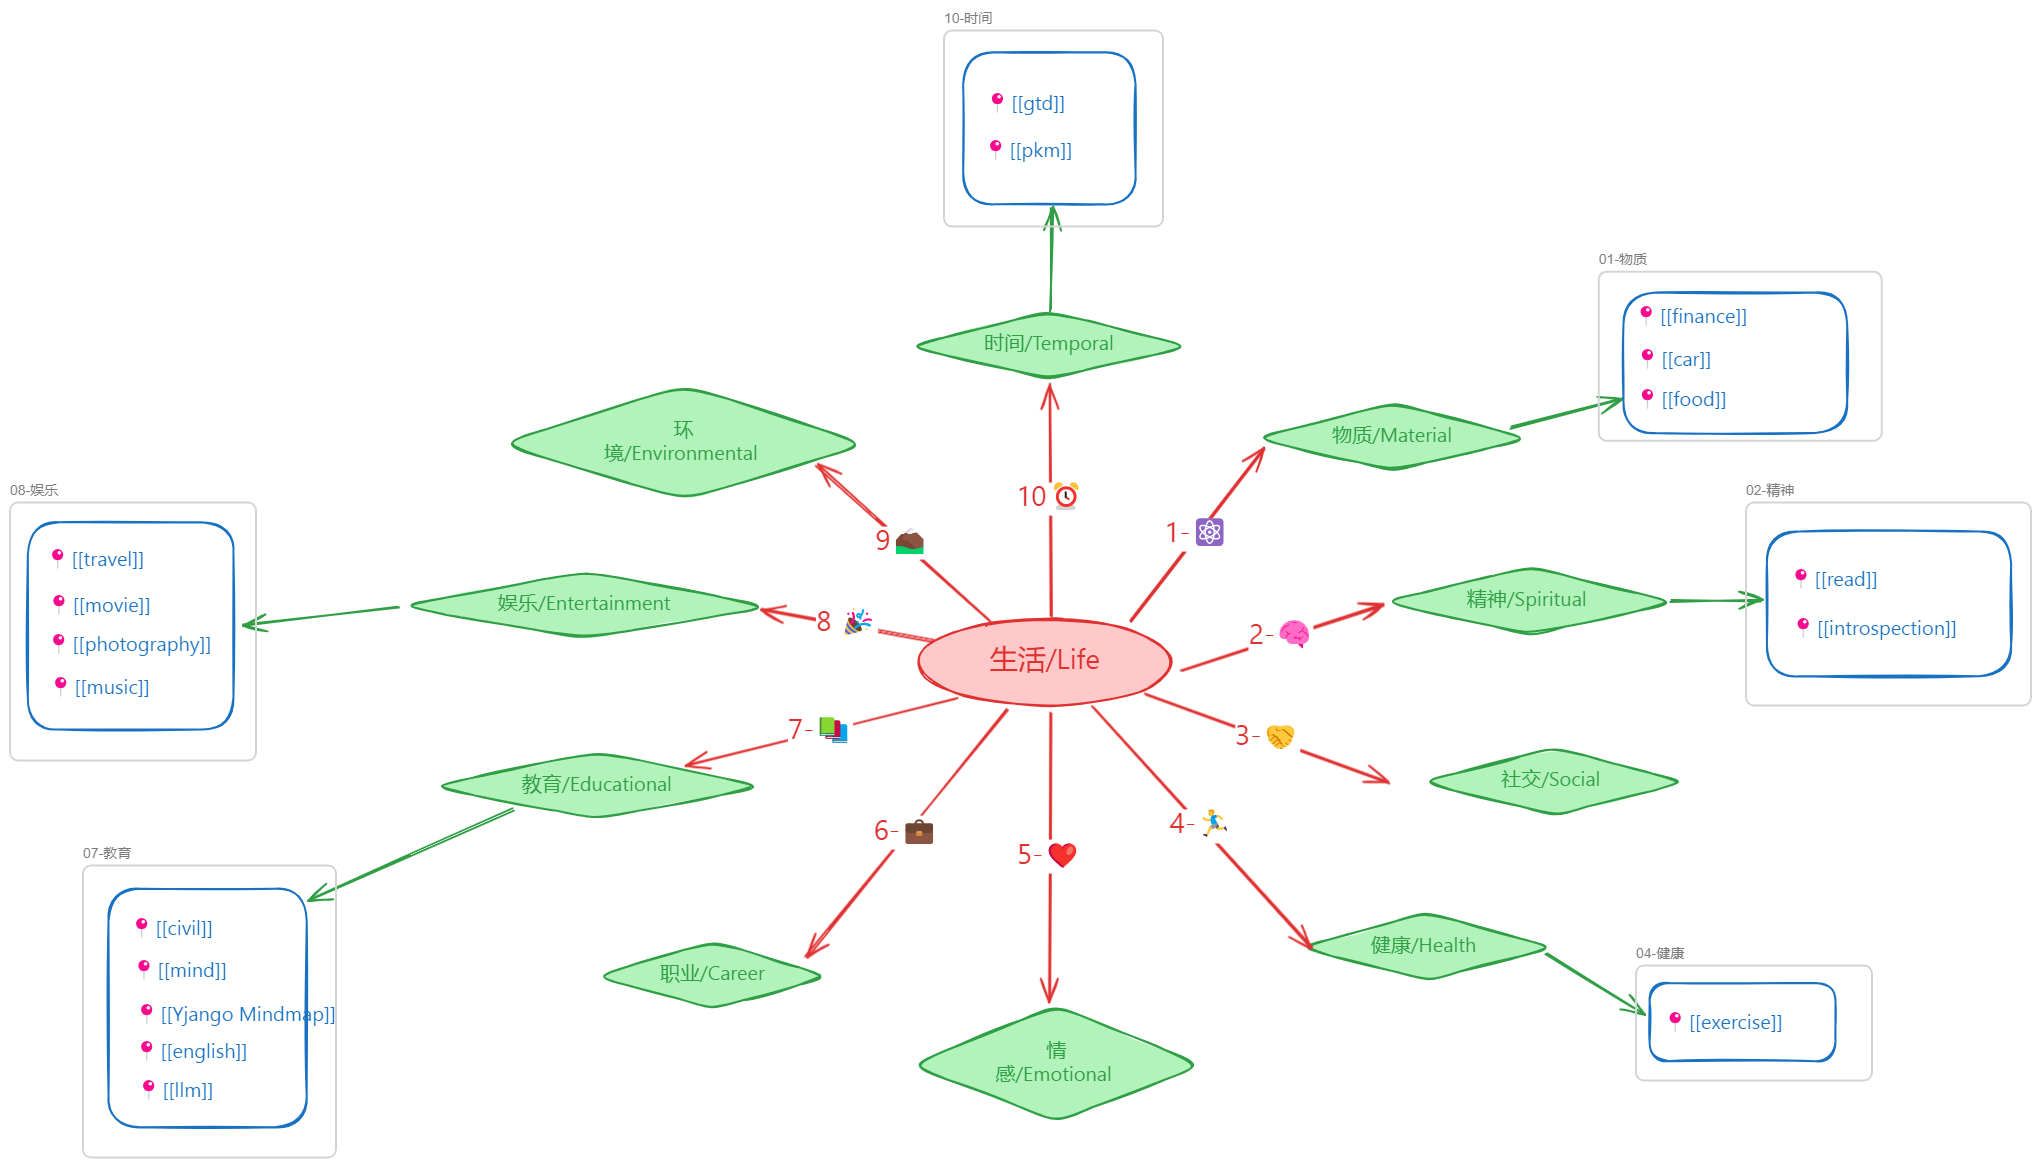 10-时间
[[gtd]]
[[pkm]]
01-物质
[[finance]]
[[car]]
[[food]]
时间/Temporal
物质/Material
环
境/Environmental
10
1-
9
08-娱乐
[[travel]]
[[movie]]
[[photography]]
[[music]]
娱乐/Entertainment
8
生活/Life
2-
精神/Spiritual
02-精神
[[read]]
[[introspection]]
7-
3-
教育/Educational
社交/Social
6-
5-
4-
07-教育
[[civil]]
[[mind]]
[[Yjango Mindmap]]
[[english]]
[[llm]]
职业/Career
情
感/Emotional
健康/Health
04-健康
[[exercise]]